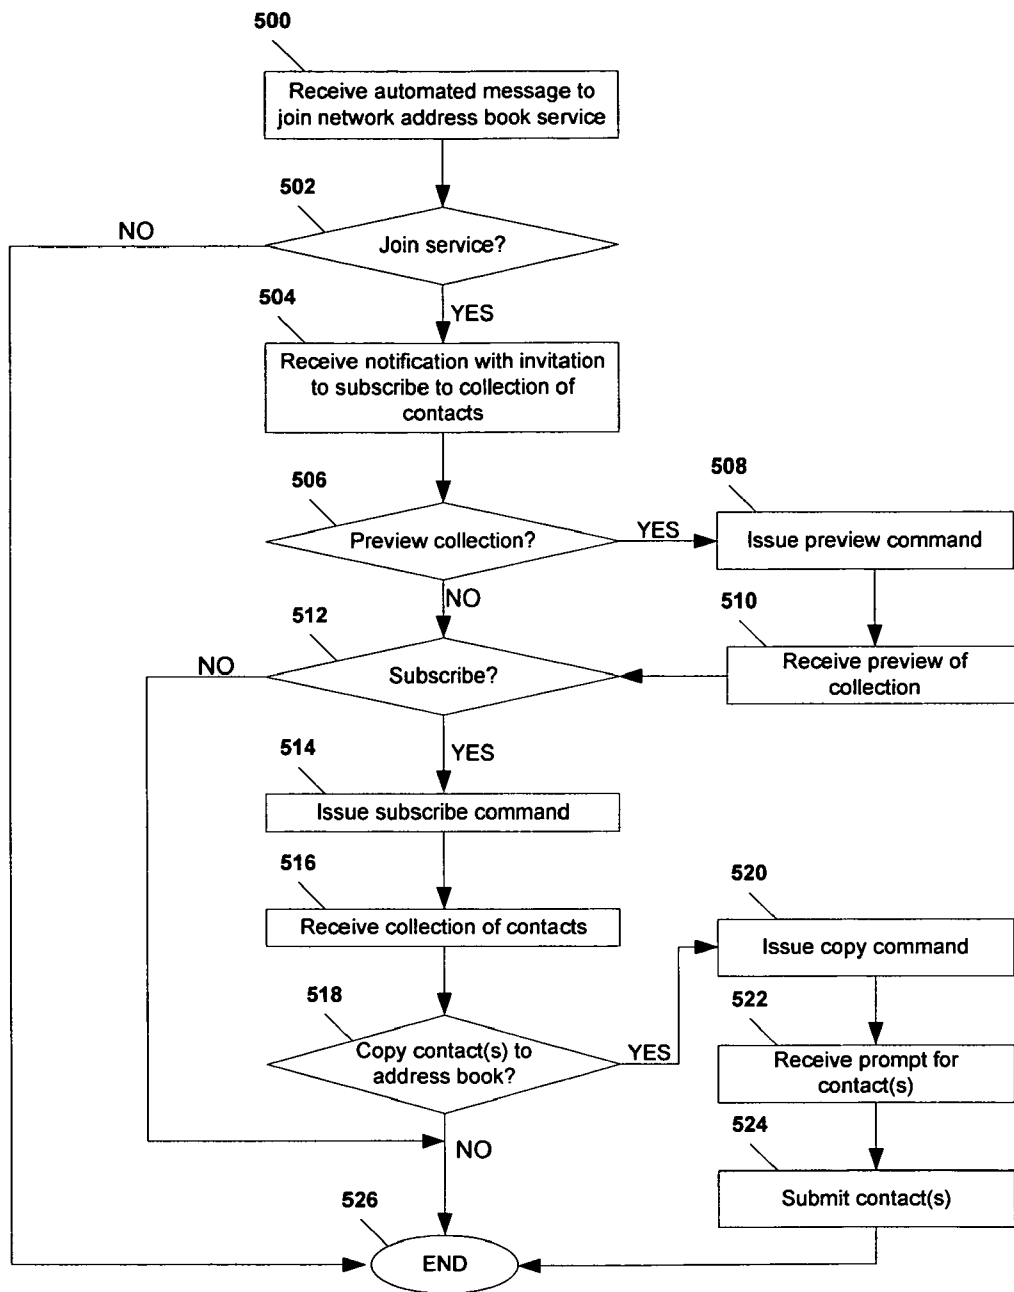 500
Receive automated message to
join network address book service
502
NO
Join service?
YES
504
Receive notification with invitation
to subscribe to collection of
contacts
506
Preview collection?
YES
508
Issue preview command
NO
510
Receive preview of
collection
512
NO
Subscribe?
YES
514
Issue subscribe command
516
Receive collection of contacts
518
Copy contact(s) to
address book?
YES
520
Issue copy command
522
Receive prompt for
contact(s)
524
Submit contact(s)
NO
526
END